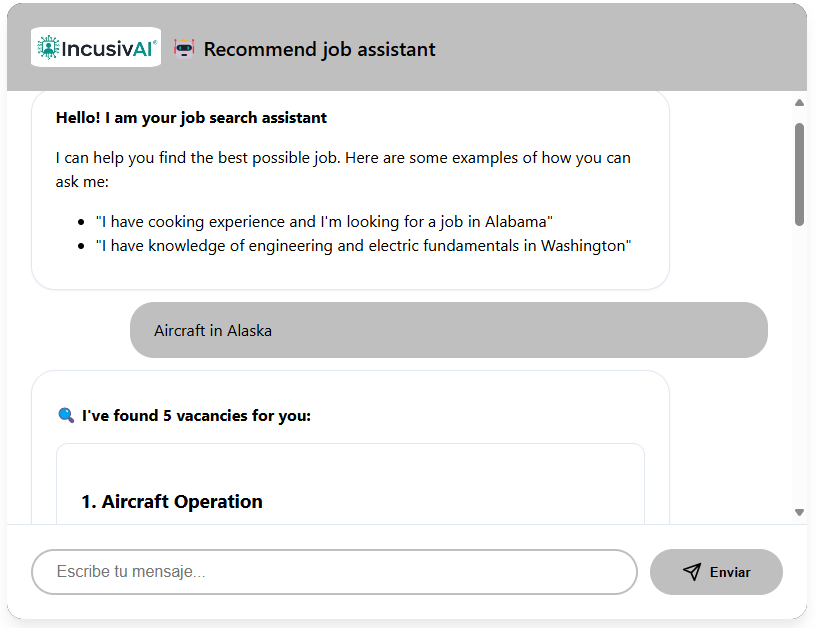 IncusivAI®
Recommend job assistant
Hello! I am your job search assistant
I can help you find the best possible job. Here are some examples of how you can
ask me:
"I have cooking experience and I'm looking for a job in Alabama"
"I have knowledge of engineering and electric fundamentals in Washington"
Aircraft in Alaska
I've found 5 vacancies for you:
1. Aircraft Operation
Escribe tu mensaje...
Enviar